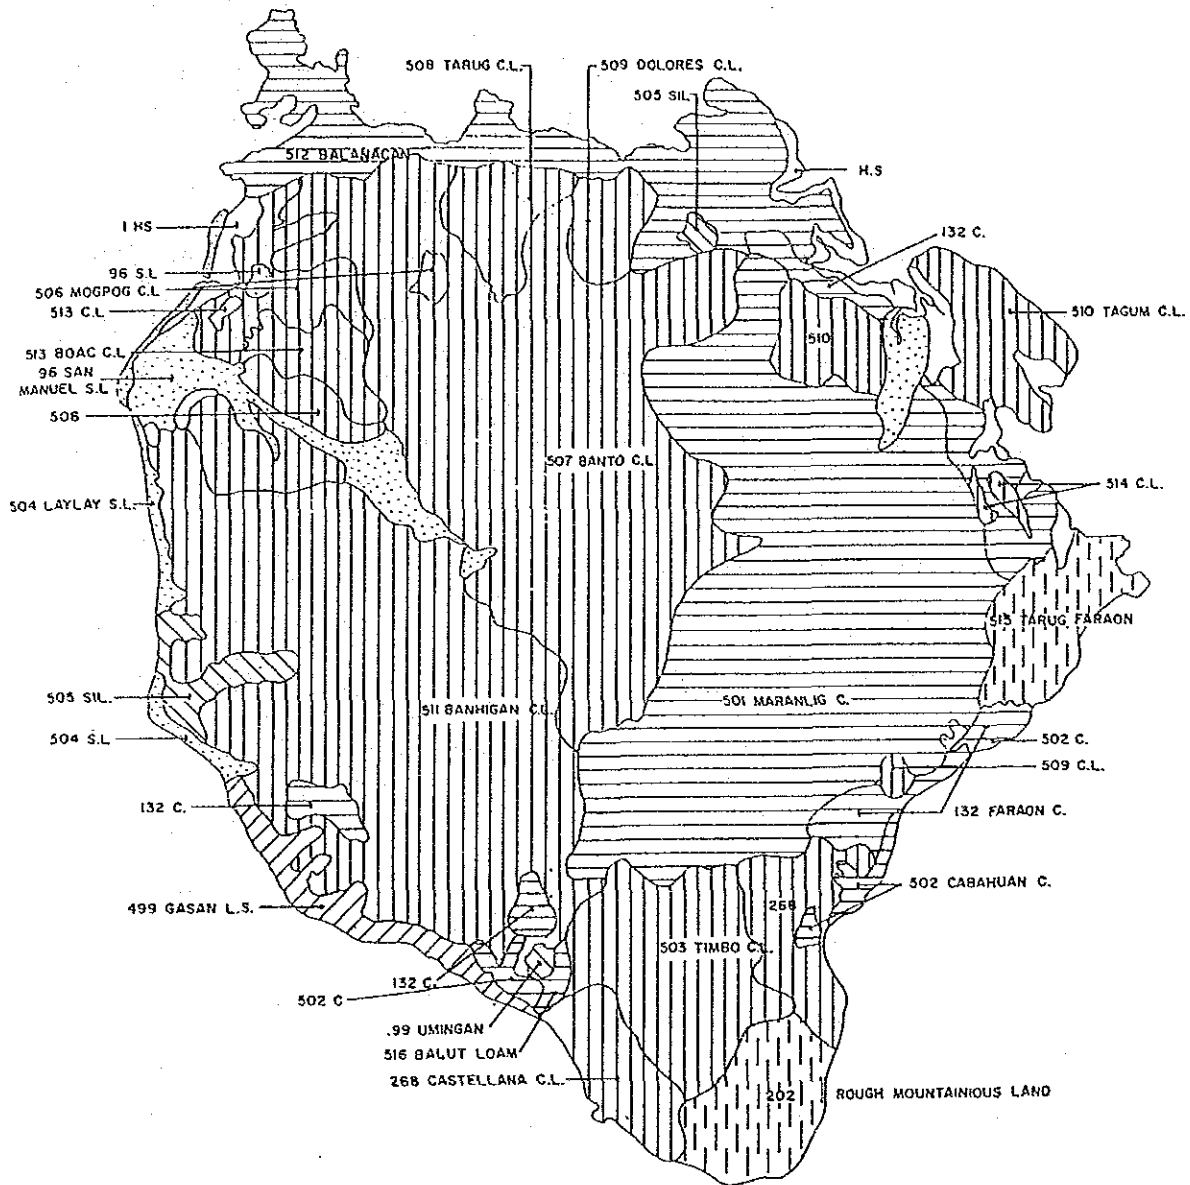 508 TARUG C.L.
509 DOLORES C.L.
505 SIL
512 BALANACAN
H.S
1 HS
132 C.
96 S.L
506 MOGPOG C.L
513 C.L
510 TAGUM C.L.
510
513 BOAC C.L
96 SAN
MANUEL S.L
506
507 BANTO C.L.
514 C.L.
504 LAYLAY S.L.
515 TARUG FARAON
505 SIL.
511 BANHIGAN C.L.
501 MARANLIG C.
504 S.L
502 C.
509 C.L.
132 C.
132 FARAON C.
502 CABAHUAN C.
499 GASAN L.S.
268
503 TIMBO C.L.
132 C.
502 C
.99 UMINGAN
516 BALUT LOAM
268 CASTELLANA C.L.
202
ROUGH MOUNTAINIOUS LAND